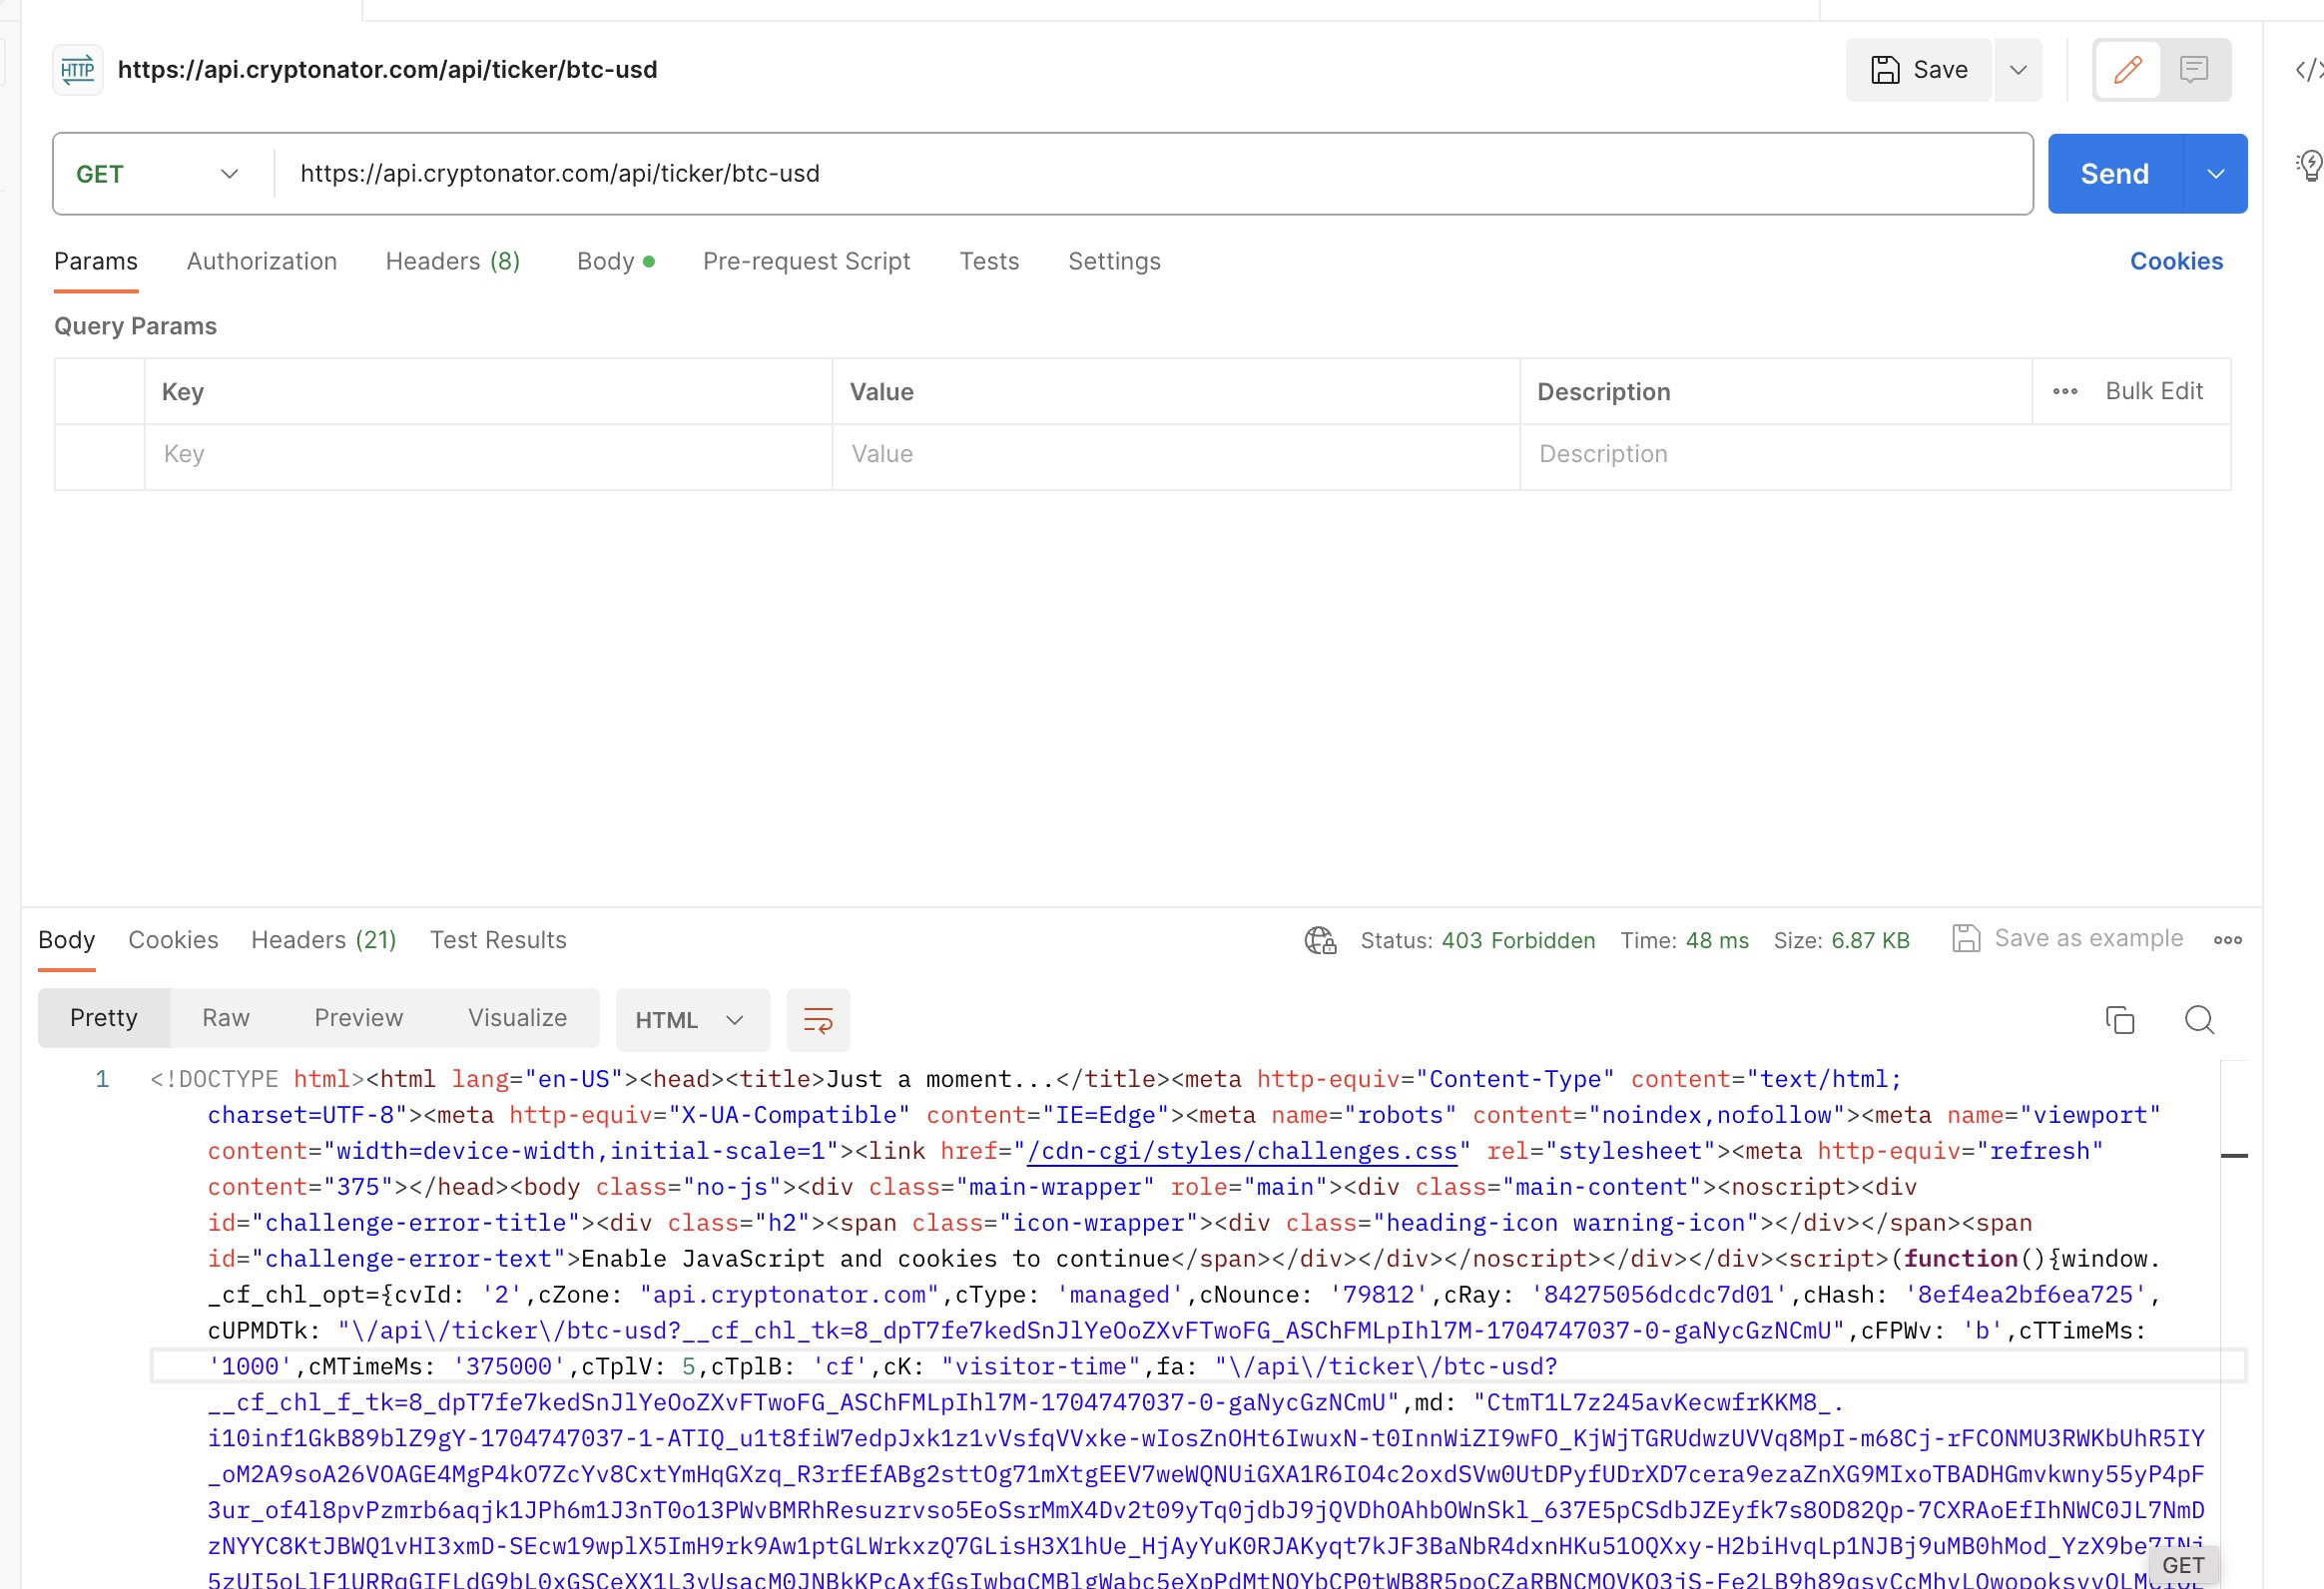 HTTP https://api.cryptonator.com/api/ticker/btc-usd Save
GET https://api.cryptonator.com/api/ticker/btc-usd Send
Params Authorization Headers (8) Body Pre-request Script Tests Settings Cookies
Query Params
Key Value Description Bulk Edit
Key Value Description
Body Cookies Headers (21) Test Results Status: 403 Forbidden Time: 48 ms Size: 6.87 KB Save as example
Pretty Raw Preview Visualize HTML
1 <!DOCTYPE html><html lang="en-US"><head><title>Just a moment...</title><meta http-equiv="Content-Type" content="text/html;
charset=UTF-8"><meta http-equiv="X-UA-Compatible" content="IE=Edge"><meta name="robots" content="noindex,nofollow"><meta name="viewport"
content="width=device-width,initial-scale=1"><link href="/cdn-cgi/styles/challenges.css" rel="stylesheet"><meta http-equiv="refresh"
content="375"></head><body class="no-js"><div class="main-wrapper" role="main"><div class="main-content"><noscript><div
id="challenge-error-title"><div class="h2"><span class="icon-wrapper"><div class="heading-icon warning-icon"></div></span><span
id="challenge-error-text">Enable JavaScript and cookies to continue</span></div></div></noscript></div></div><script>(function(){window.
_cf_chl_opt={cvId: '2',cZone: "api.cryptonator.com",cType: 'managed',cNounce: '79812',cRay: '84275056dcdc7d01',cHash: '8ef4ea2bf6ea725',
cUPMDTk: "\/api\/ticker\/btc-usd?__cf_chl_tk=8_dpT7fe7kedSnJlYeOoZXvFTwoFG_ASChFMLpIhl7M-1704747037-0-gaNycGzNCmU",cFPWv: 'b',cTTimeMs:
'1000',cMTimeMs: '375000',cTplV: 5,cTplB: 'cf',cK: "visitor-time",fa: "\/api\/ticker\/btc-usd?
__cf_chl_f_tk=8_dpT7fe7kedSnJlYeOoZXvFTwoFG_ASChFMLpIhl7M-1704747037-0-gaNycGzNCmU",md: "CtmT1L7z245avKecwfrKKM8_.
i10inf1GkB89blZ9gY-1704747037-1-ATIQ_u1t8fiW7edpJxk1z1vVsfqVVxke-wIosZnOHt6IwuxN-t0InnWiZI9wFO_KjWjTGRUdwzUVVq8MpI-m68Cj-rFCONMU3RWKbUhR5IY
_oM2A9soA26VOAGE4MgP4kO7ZcYv8CxtYmHqGXzq_R3rfEfABg2sttOg71mXtgEEV7weWQNUiGXA1R6IO4c2oxdSVw0UtDPyfUDrXD7cera9ezaZnXG9MIxoTBADHGmvkwny55yP4pF
3ur_of4l8pvPzmrb6aqjk1JPh6m1J3nT0o13PWvBMRhResuzrvso5EoSsrMmX4Dv2t09yTq0jdbJ9jQVDhOAhbOWnSkl_637E5pCSdbJZEyfk7s8OD82Qp-7CXRAoEfIhNWC0JL7NmD
zNYYC8KtJBWQ1vHI3xmD-SEcw19wplX5ImH9rk9Aw1ptGLWrkxzQ7GLisH3X1hUe_HjAyYuK0RJAKyqt7kJF3BaNbR4dxnHKu51OQXxy-H2biHvqLp1NJBj9uMB0hMod_YzX9be7INj
GET